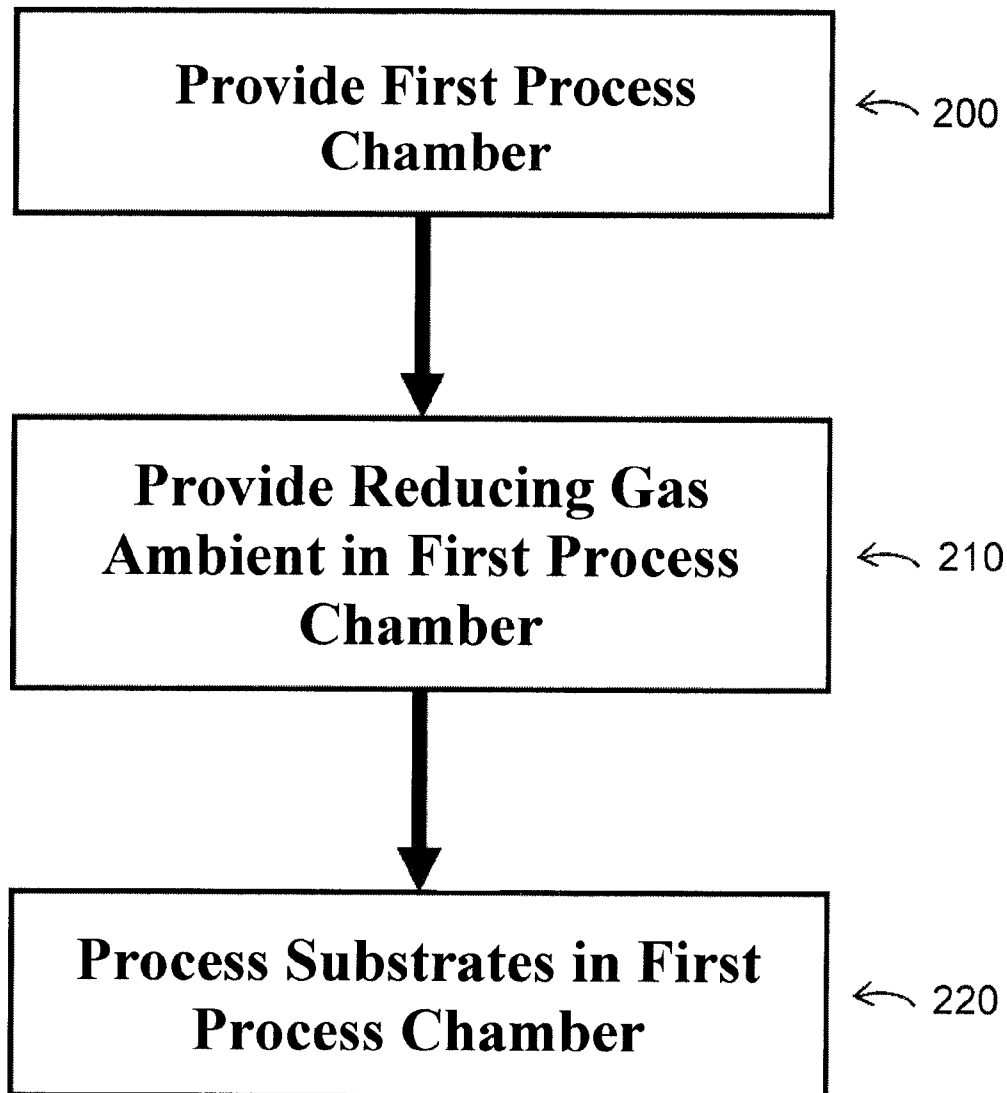 Provide First Process
Chamber
200
Provide Reducing Gas
Ambient in First Process
Chamber
210
Process Substrates in First
Process Chamber
220